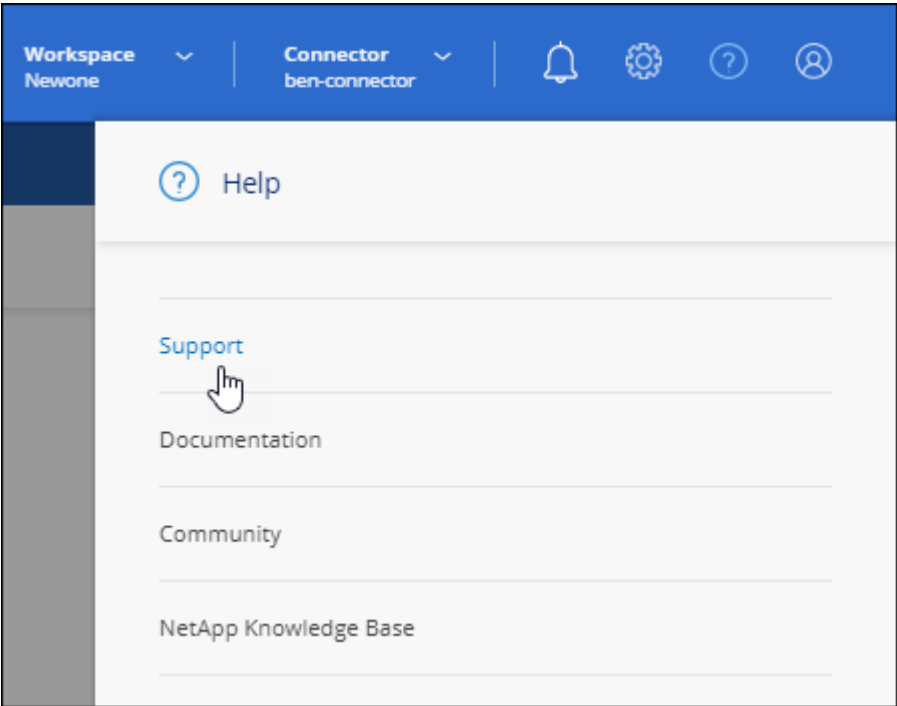 Workspace
Newone
Connector
ben-connector
Help
Support
Documentation
Community
NetApp Knowledge Base